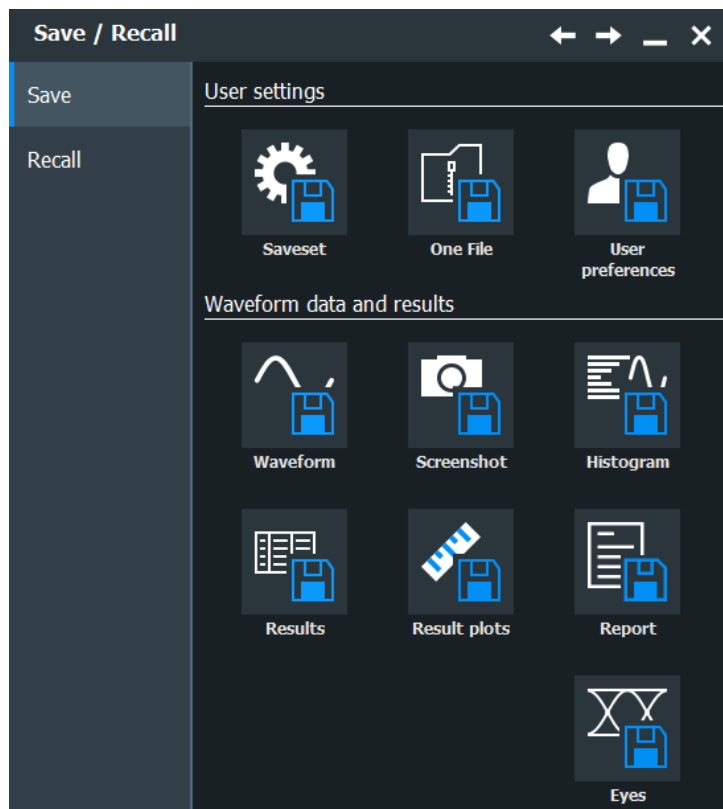 Save / Recall
Save
Recall
User settings
Saveset
One File
User
preferences
Waveform data and results
Waveform
Screenshot
Histogram
Results
Result plots
Report
Eyes